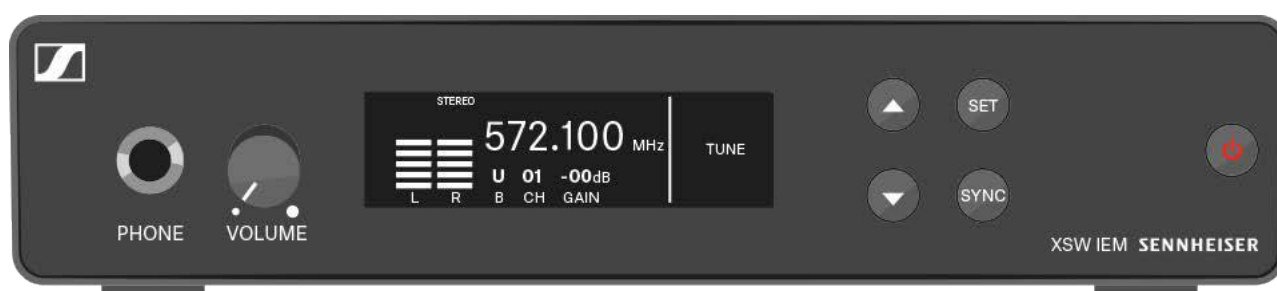 STEREO
572.100 MHz
U 01 -00dB
L R B CH GAIN
TUNE
SET
SYNC
PHONE
VOLUME
XSW IEM SENNHEISER